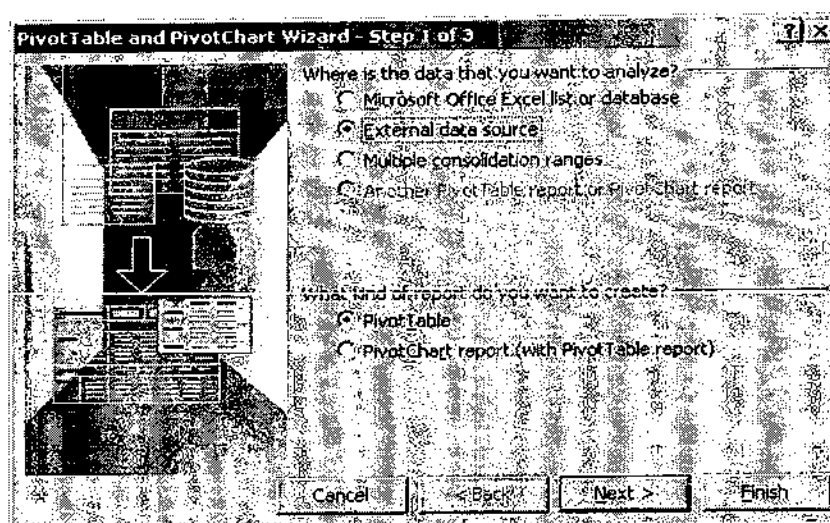 PivotTable and PivotChart Wizard - Step 1 of 3
? ×
Where is the data that you want to analyze?
Microsoft Office Excel list or database
External data source
Multiple consolidation ranges
Another PivotTable report or PivotChart report
What kind of report do you want to create?
PivotTable
PivotChart report (with PivotTable report)
Cancel
< Back
Next >
Finish